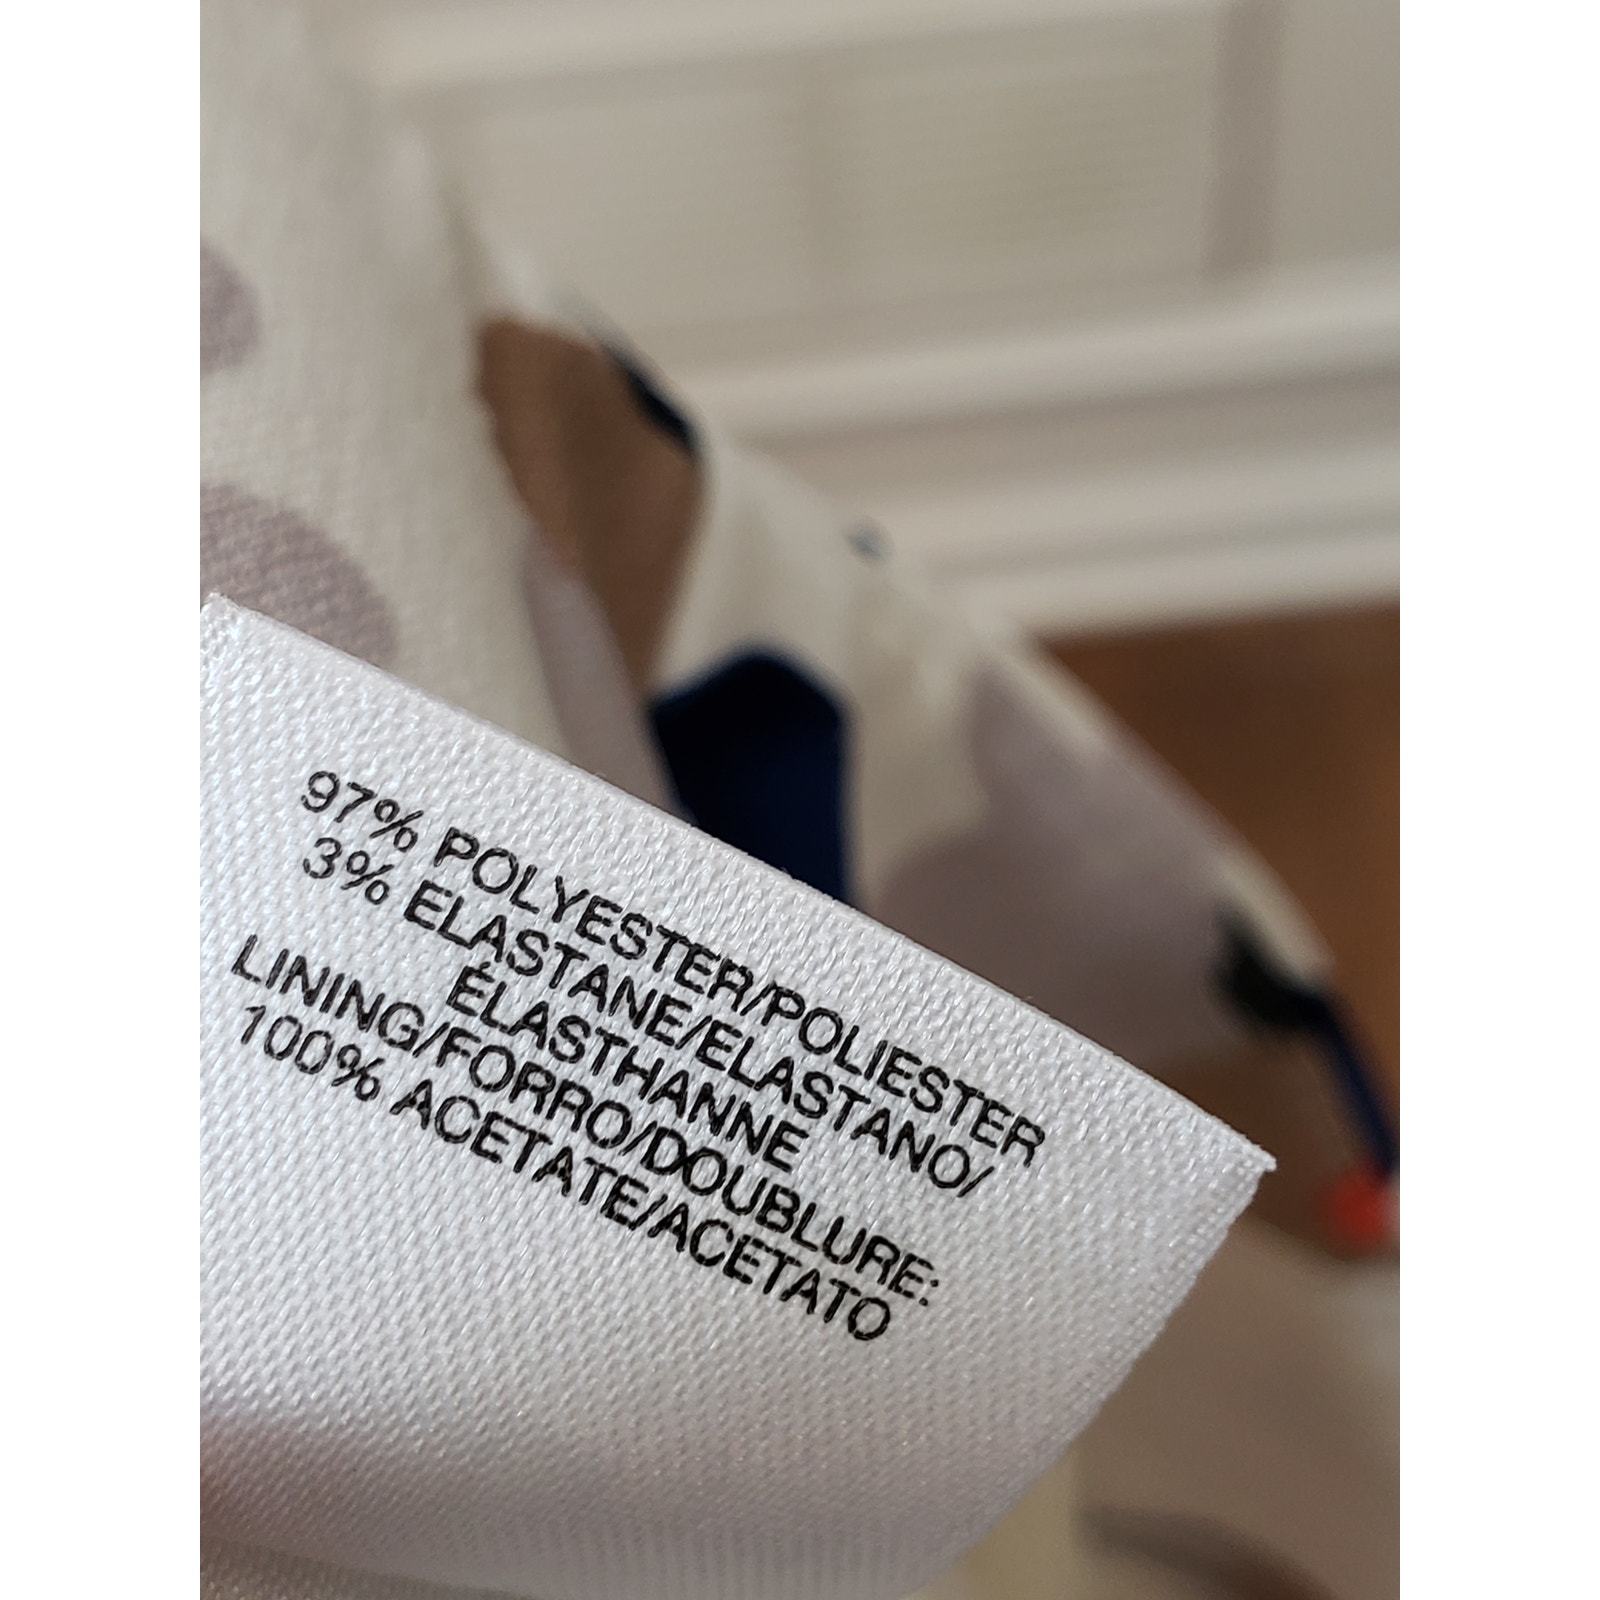 97% POLYESTER/POLIESTER
3% ELASTANE/ELASTANO/
ÉLASTHANNE
LINING/FORRO/DOUBLURE:
100% ACETATE/ACETATO